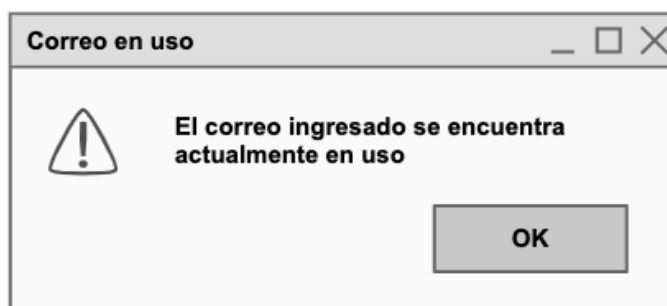 Correo en uso
El correo ingresado se encuentra
actualmente en uso
OK